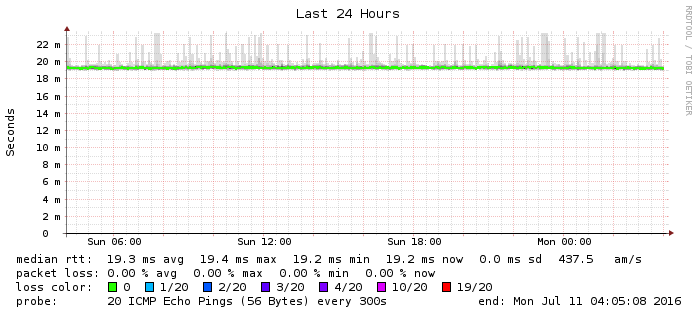 Last 24 Hours
RRDTOOL / TOBI OETIKER
Seconds
22 m
20 m
18 m
16 m
14 m
12 m
10 m
8 m
6 m
4 m
2 m
0
Sun 06:00 Sun 12:00 Sun 18:00 Mon 00:00
median rtt: 19.3 ms avg 19.4 ms max 19.2 ms min 19.2 ms now 0.0 ms sd 437.5 am/s
packet loss: 0.00 % avg 0.00 % max 0.00 % min 0.00 % now
loss color: 0 1/20 2/20 3/20 4/20 10/20 19/20
probe: 20 ICMP Echo Pings (56 Bytes) every 300s end: Mon Jul 11 04:05:08 2016